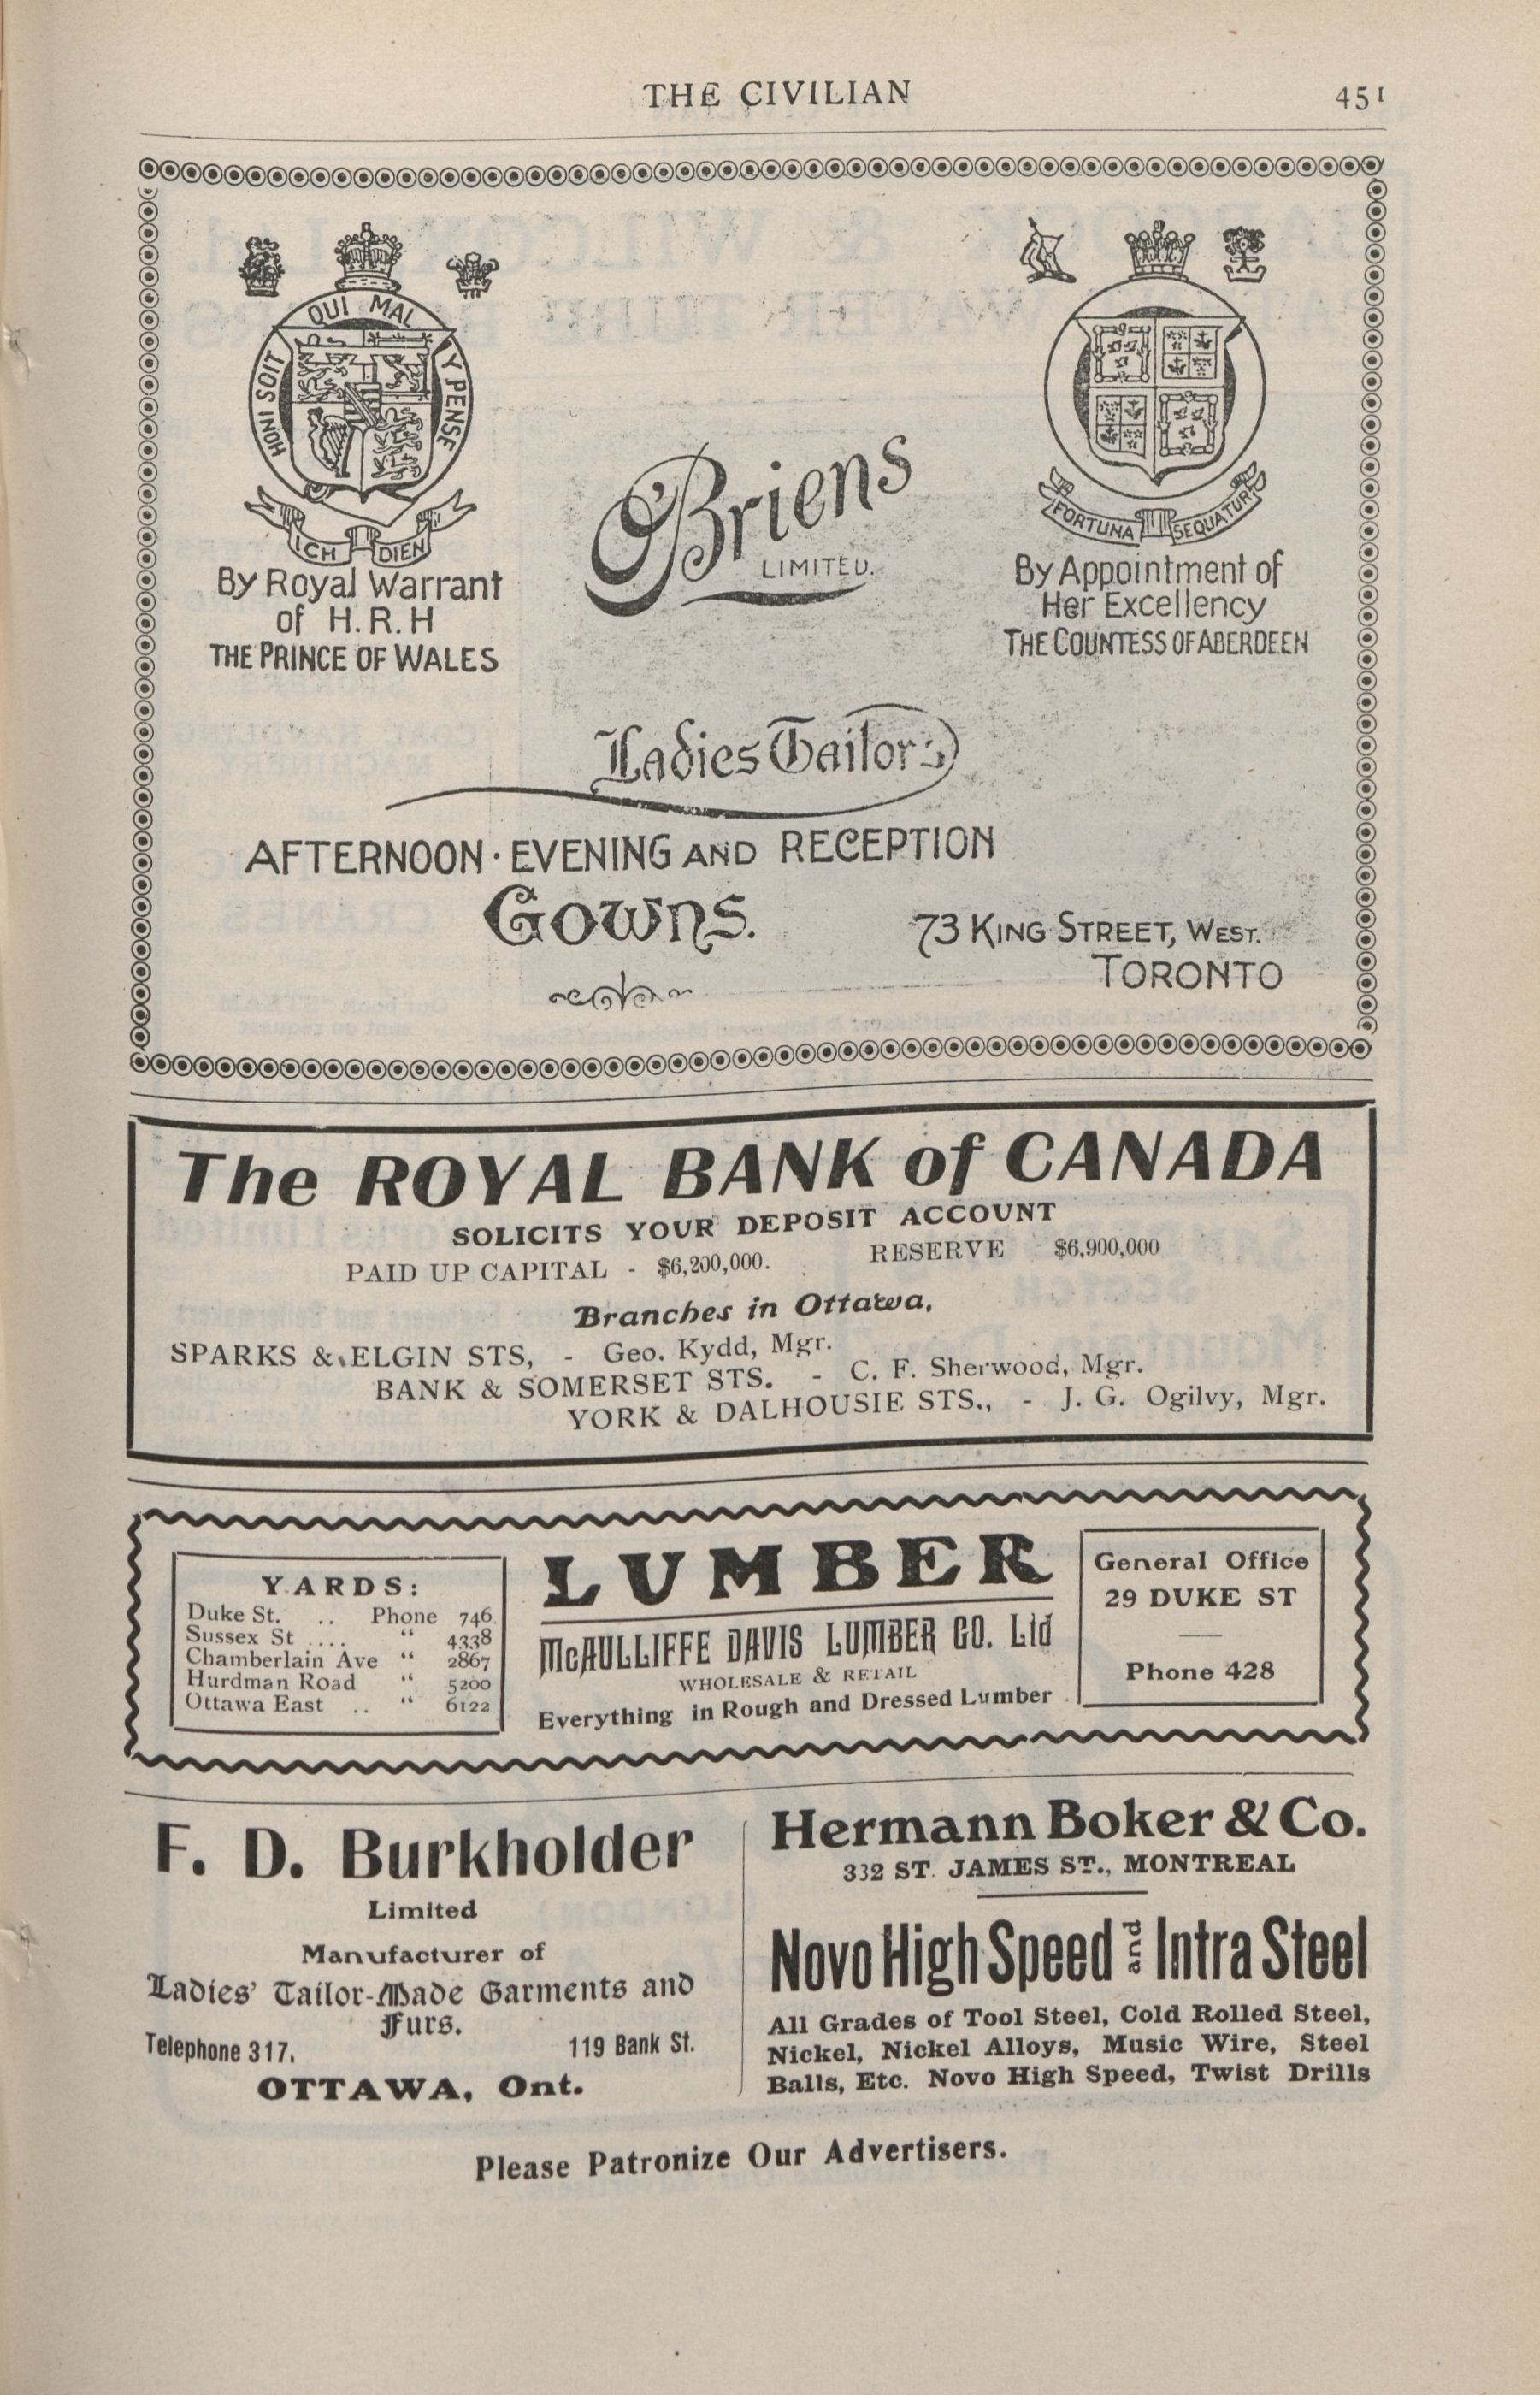 THE CIVILIAN 451
HONI SOIT QUI MAL Y PENSE
ICH DIEN
By Royal Warrant
of H.R.H
THE PRINCE OF WALES
O'Briens
LIMITED.
FORTUNA SEQUATUR
By Appointment of
Her Excellency
THE COUNTESS OF ABERDEEN
Ladies Tailors
AFTERNOON · EVENING AND RECEPTION
GOWNS.
73 KING STREET, WEST.
TORONTO
The ROYAL BANK of CANADA
SOLICITS YOUR DEPOSIT ACCOUNT
PAID UP CAPITAL - $6,200,000. RESERVE $6,900,000
Branches in Ottawa.
SPARKS & ELGIN STS, - Geo. Kydd, Mgr.
BANK & SOMERSET STS. - C. F. Sherwood, Mgr.
YORK & DALHOUSIE STS., - J. G. Ogilvy, Mgr.
YARDS:
Duke St. .. Phone 746
Sussex St .... “ 4338
Chamberlain Ave “ 2867
Hurdman Road “ 5200
Ottawa East .. “ 6122
LUMBER
McAULLIFFE DAVIS LUMBER CO. Ltd
WHOLESALE & RETAIL
Everything in Rough and Dressed Lumber
General Office
29 DUKE ST
Phone 428
F. D. Burkholder
Limited
Manufacturer of
Ladies' Tailor-Made Garments and
Furs.
Telephone 317. 119 Bank St.
OTTAWA, Ont.
Hermann Boker & Co.
332 ST. JAMES ST., MONTREAL
Novo High Speed and Intra Steel
All Grades of Tool Steel, Cold Rolled Steel,
Nickel, Nickel Alloys, Music Wire, Steel
Balls, Etc. Novo High Speed, Twist Drills
Please Patronize Our Advertisers.